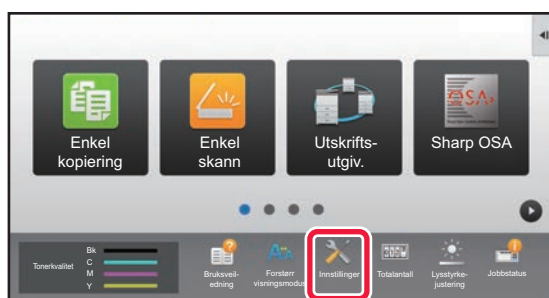 Enkel
kopiering
Enkel
skann
Utskrifts-
utgiv.
Sharp OSA
OSA
Tonerkvalitet
Bk
C
M
Y
Bruksveil-
edning
Forstørr
visningsmodus
Innstillinger
Totalantall
Lysstyrke-
justering
Jobbstatus